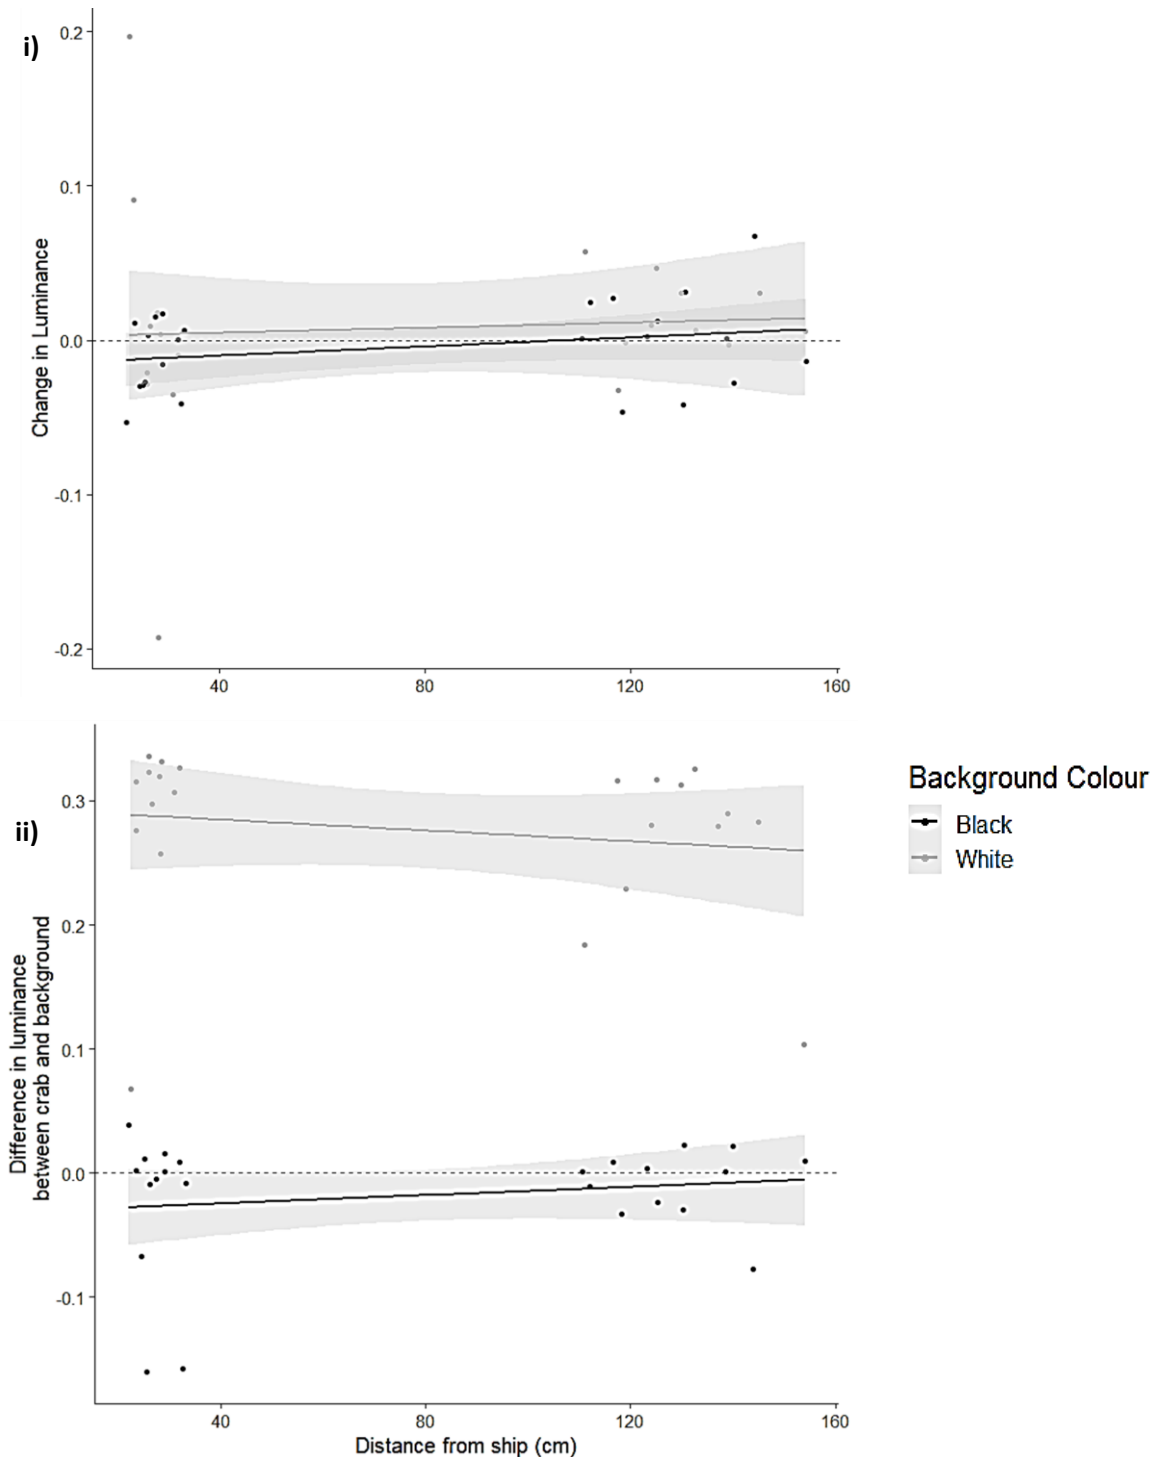 i)
0.2
0.1
0.0
-0.1
-0.2
Change in Luminance
40 80 120 160
ii)
0.3
0.2
0.1
0.0
-0.1
Difference in luminance
between crab and background
40 80 120 160
Distance from ship (cm)
Background Colour
Black
White